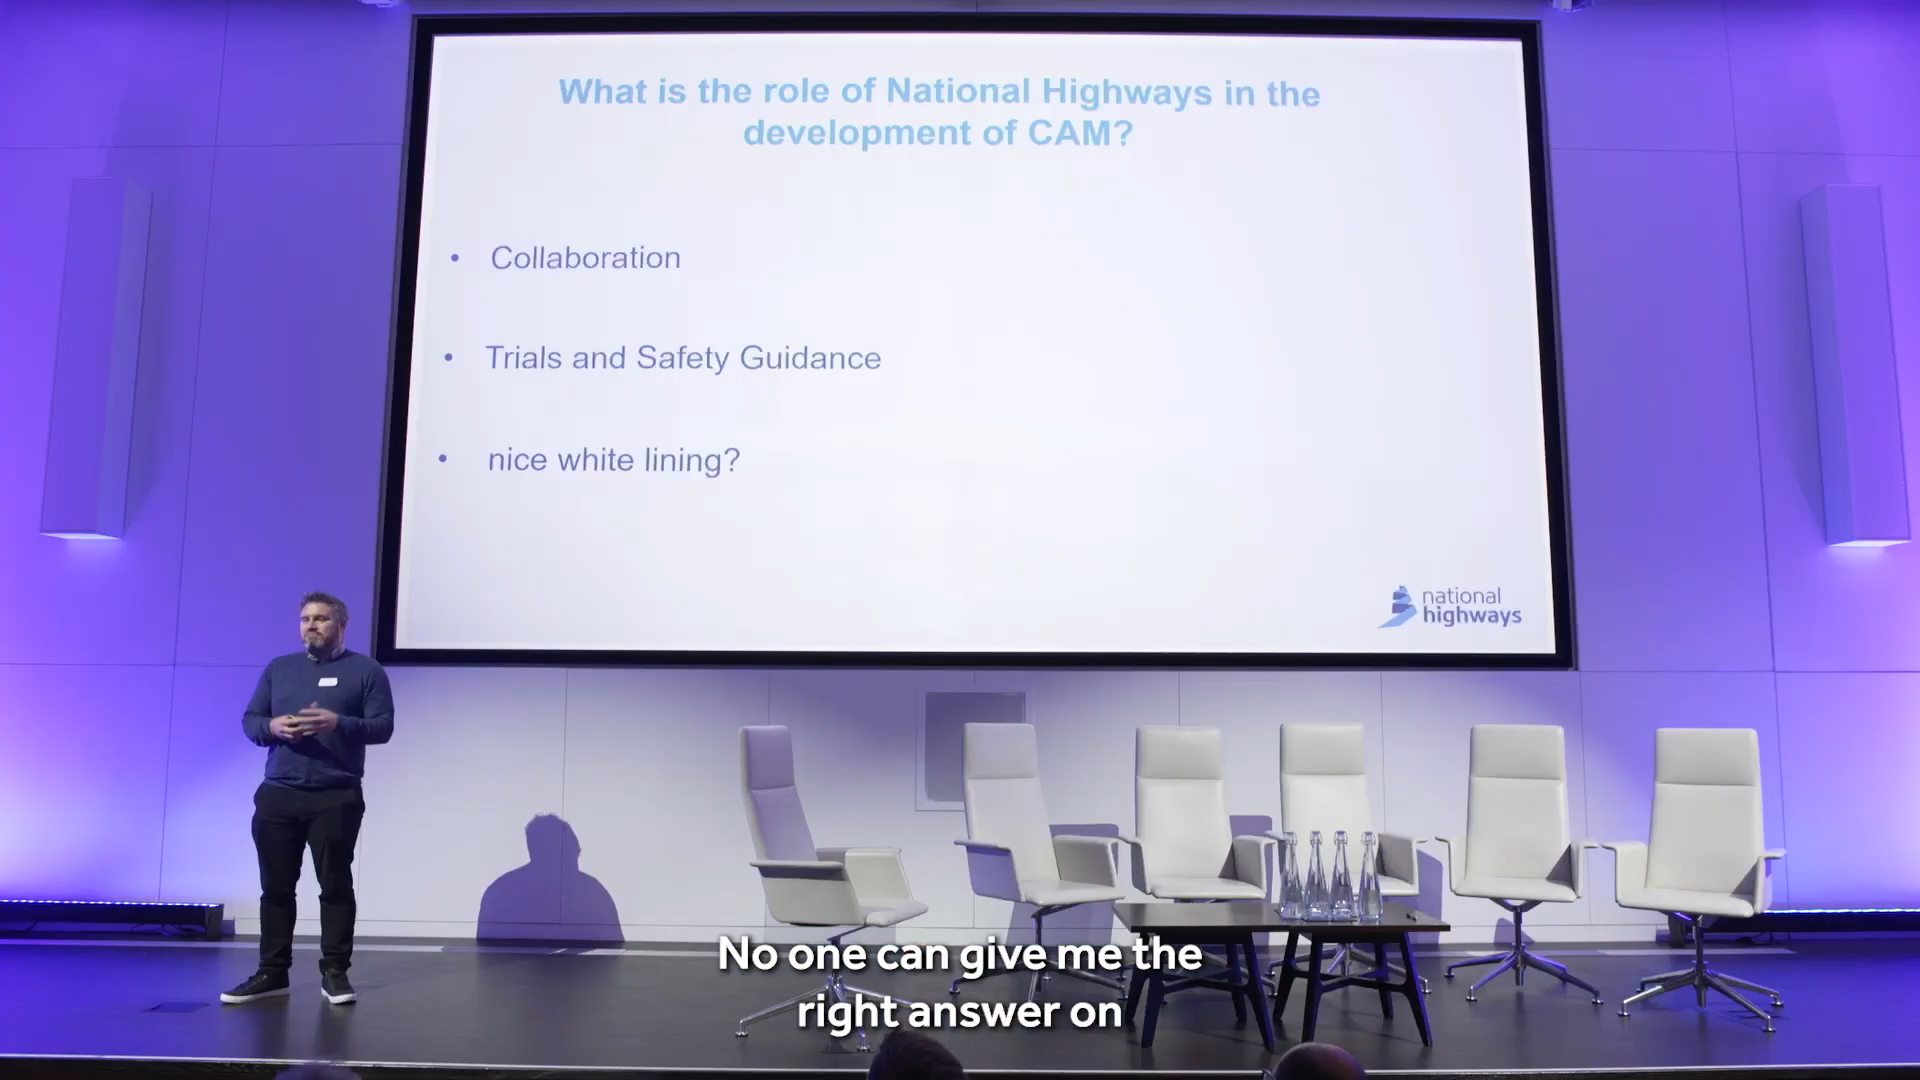 What is the role of National Highways in the
development of CAM?
• Collaboration
• Trials and Safety Guidance
• nice white lining?
national
highways
No one can give me the
right answer on